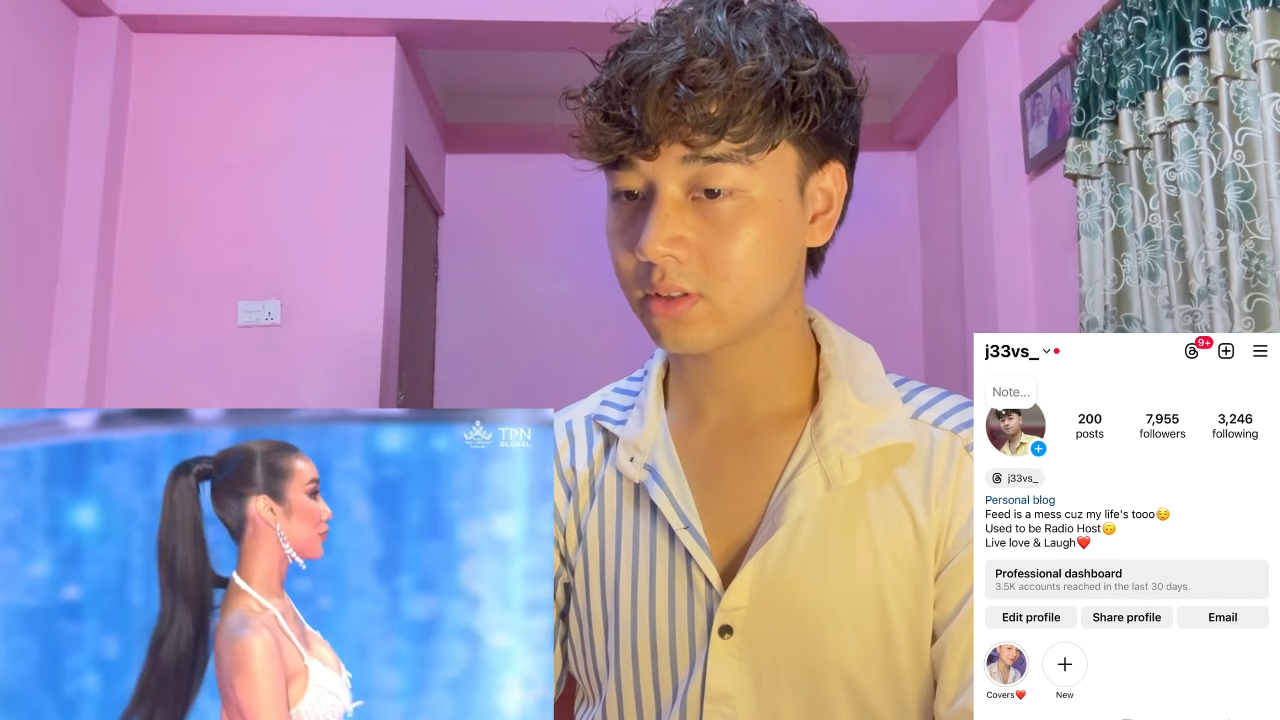 TPN
GLOBAL
j33vs_
9+
Note...
200
posts
7,955
followers
3,246
following
j33vs_
Personal blog
Feed is a mess cuz my life's tooo😌
Used to be Radio Host🙃
Live love & Laugh❤️
Professional dashboard
3.5K accounts reached in the last 30 days.
Edit profile
Share profile
Email
Covers❤️
New